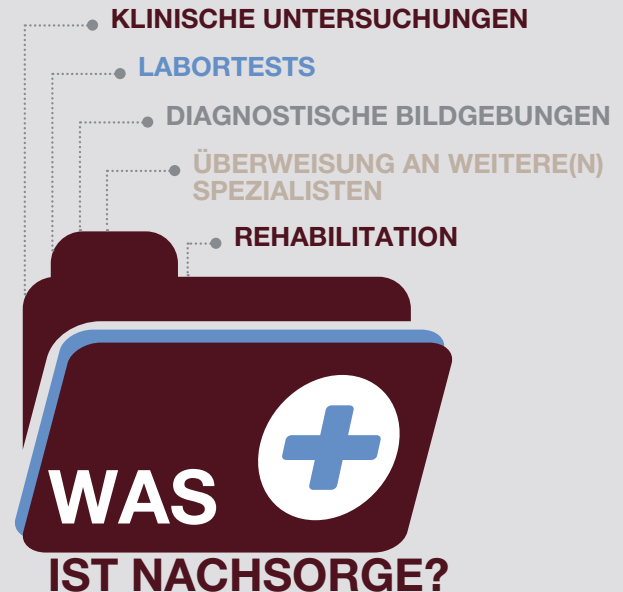 KLINISCHE UNTERSUCHUNGEN
LABORTESTS
DIAGNOSTISCHE BILDGEBUNGEN
ÜBERWEISUNG AN WEITERE(N)
SPEZIALISTEN
REHABILITATION
WAS
IST NACHSORGE?